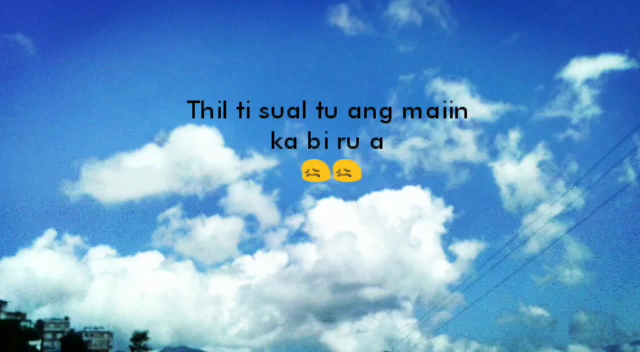 Thil ti sual tu ang maiin
ka bi ru a
😖😖